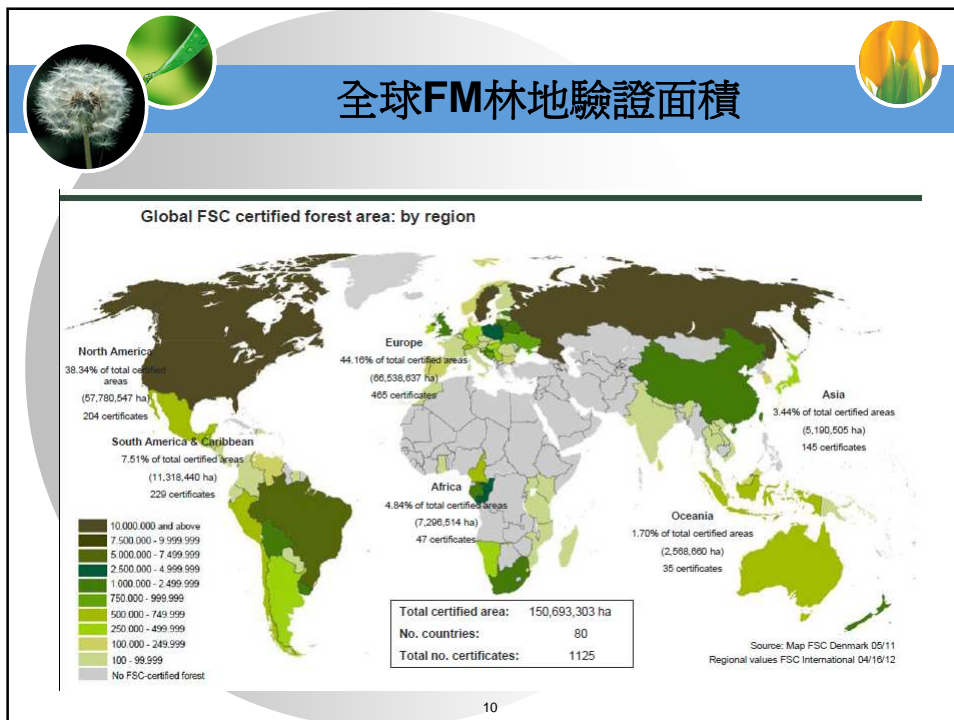 全球FM林地驗證面積
Global FSC certified forest area: by region
North America
38.34% of total certified
areas
(57,780,547 ha)
204 certificates
Europe
44.16% of total certified areas
(66,538,637 ha)
465 certificates
Asia
3.44% of total certified areas
(5,190,505 ha)
145 certificates
South America & Caribbean
7.51% of total certified areas
(11,318,440 ha)
229 certificates
Africa
4.84% of total certified areas
(7,296,514 ha)
47 certificates
Oceania
1.70% of total certified areas
(2,568,660 ha)
35 certificates
10.000.000 and above
7.500.000 - 9.999.999
5.000.000 - 7.499.999
2.500.000 - 4.999.999
1.000.000 - 2.499.999
750.000 - 999.999
500.000 - 749.999
250.000 - 499.999
100.000 - 249.999
100 - 99.999
No FSC-certified forest
Total certified area: 150,693,303 ha
No. countries: 80
Total no. certificates: 1125
Source: Map FSC Denmark 05/11
Regional values FSC International 04/16/12
10